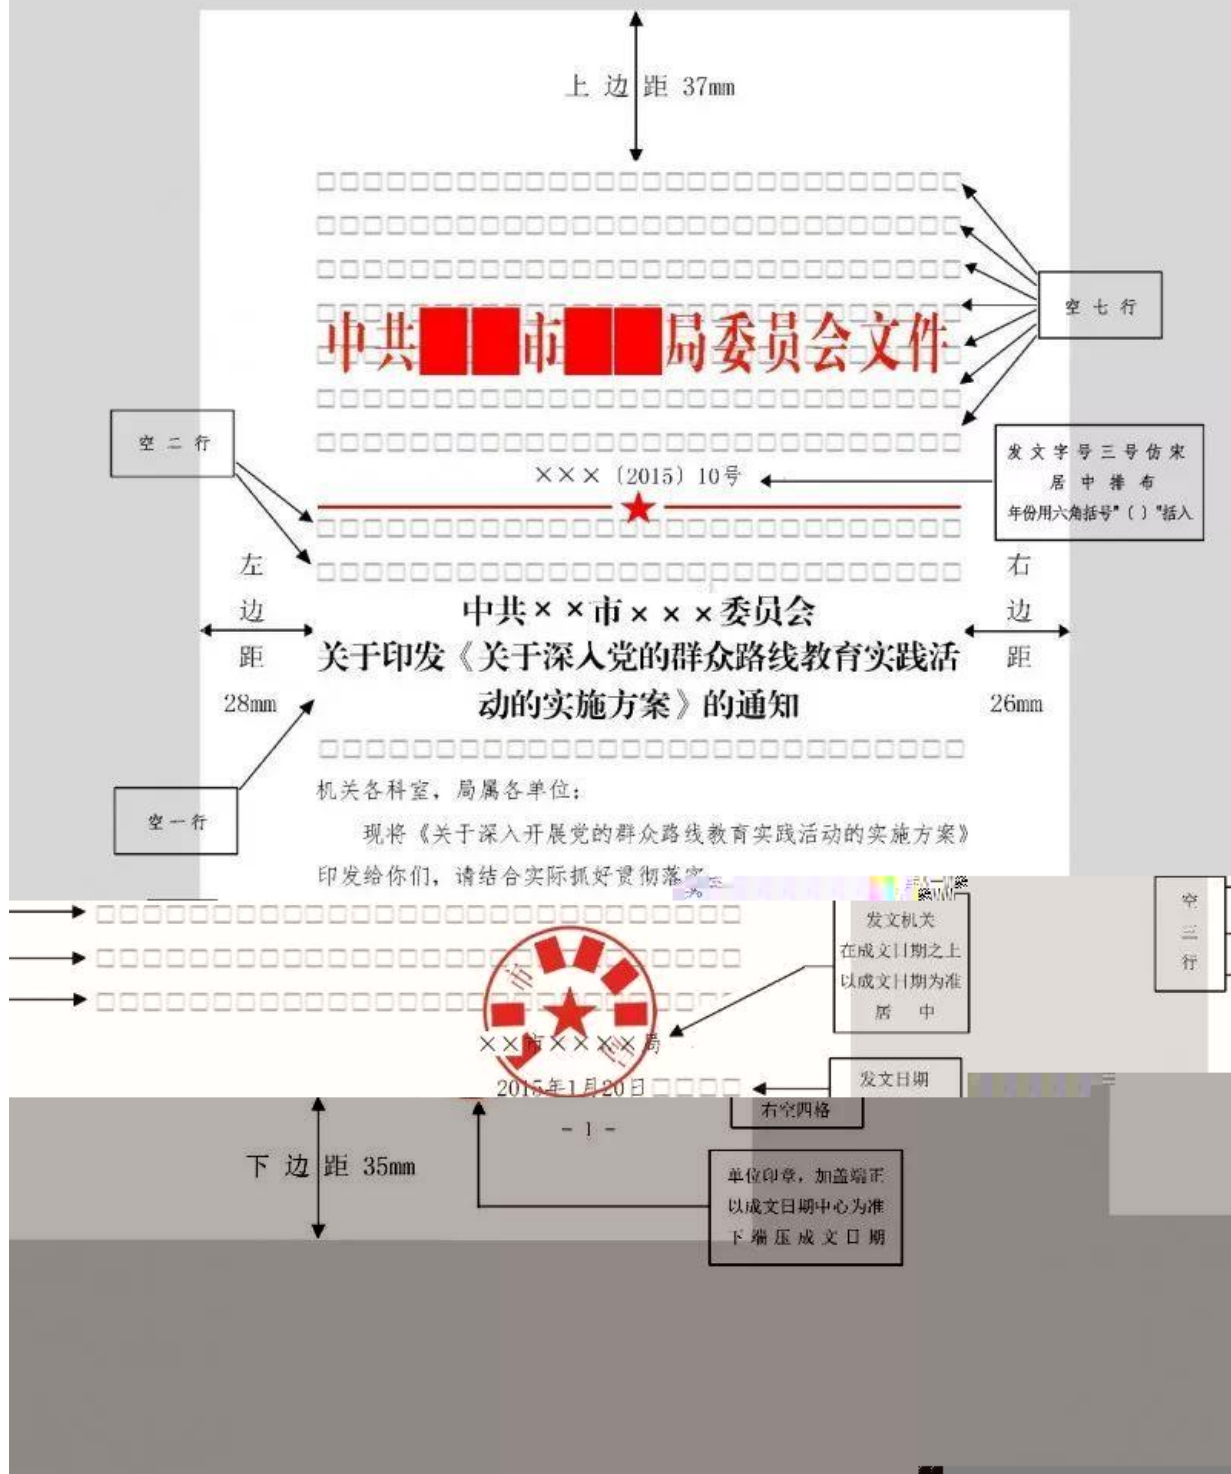 上边距 37mm
空七行
中共 市 局委员会文件
空二行
×××〔2015〕10号
发文字号三号仿宋
居中排布
年份用六角括号"〔〕"括入
左边距
28mm
右边距
26mm
中共××市×××委员会
关于印发《关于深入党的群众路线教育实践活
动的实施方案》的通知
空一行
机关各科室，局属各单位：
现将《关于深入开展党的群众路线教育实践活动的实施方案》
印发给你们，请结合实际抓好贯彻落实
空三行
发文机关
在成文日期之上
以成文日期为准
居中
市
××市××××局
2015年1月20日
发文日期
右空四格
- 1 -
下边距 35mm
单位印章，加盖端正
以成文日期中心为准
下端压成文日期